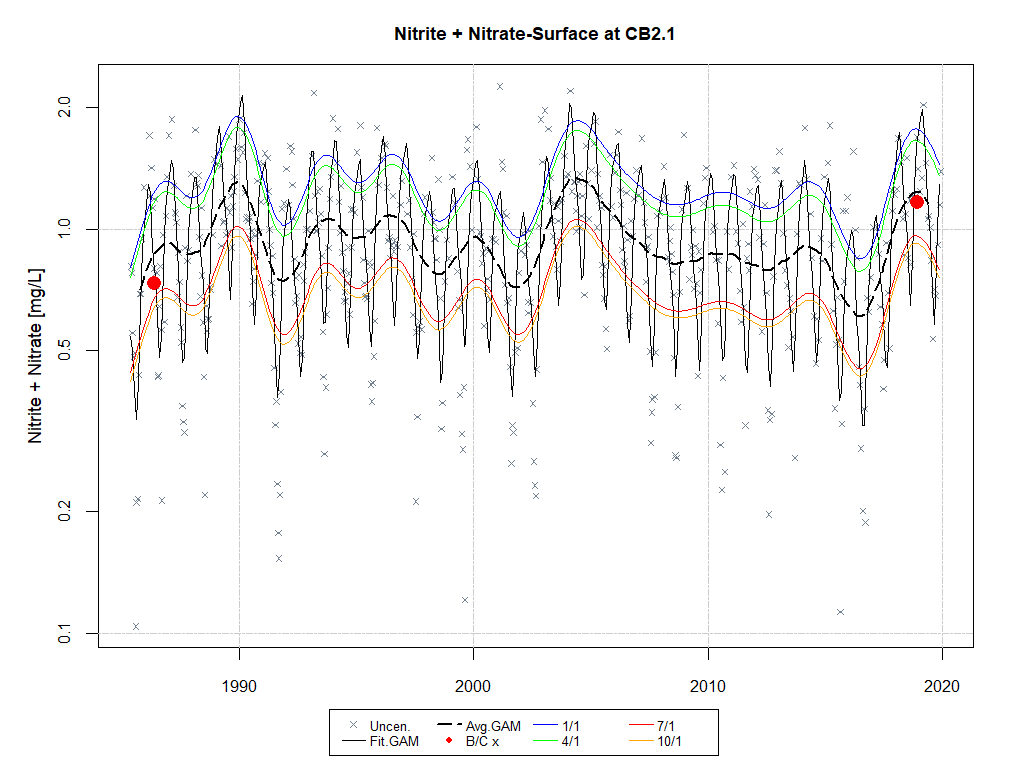 Nitrite + Nitrate-Surface at CB2.1
Nitrite + Nitrate [mg/L]
2.0
1.0
0.5
0.2
0.1
1990 2000 2010 2020
Uncen. Avg.GAM 1/1 7/1
Fit.GAM B/C x 4/1 10/1